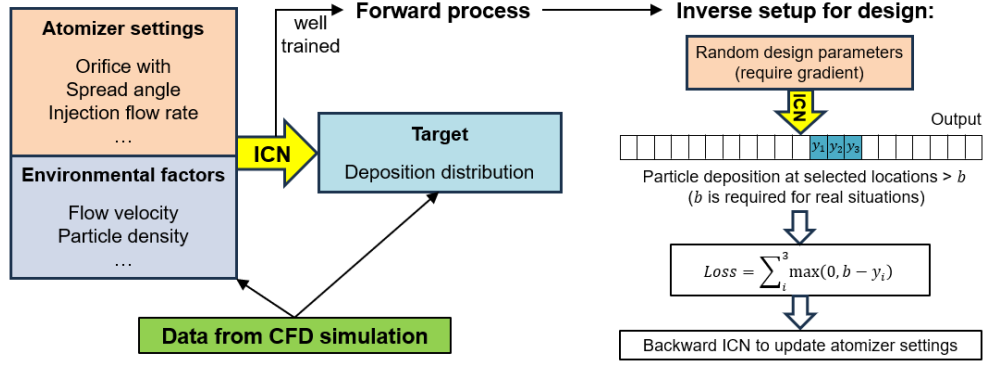 Atomizer settings
Orifice with
Spread angle
Injection flow rate
…
Environmental factors
Flow velocity
Particle density
…
ICN
well
trained
Forward process
Target
Deposition distribution
Data from CFD simulation
Inverse setup for design:
Random design parameters
(require gradient)
ICN
Output
y₁ y₂ y₃
Particle deposition at selected locations > b
(b is required for real situations)
Loss = ∑³ᵢ max(0, b − yᵢ)
Backward ICN to update atomizer settings